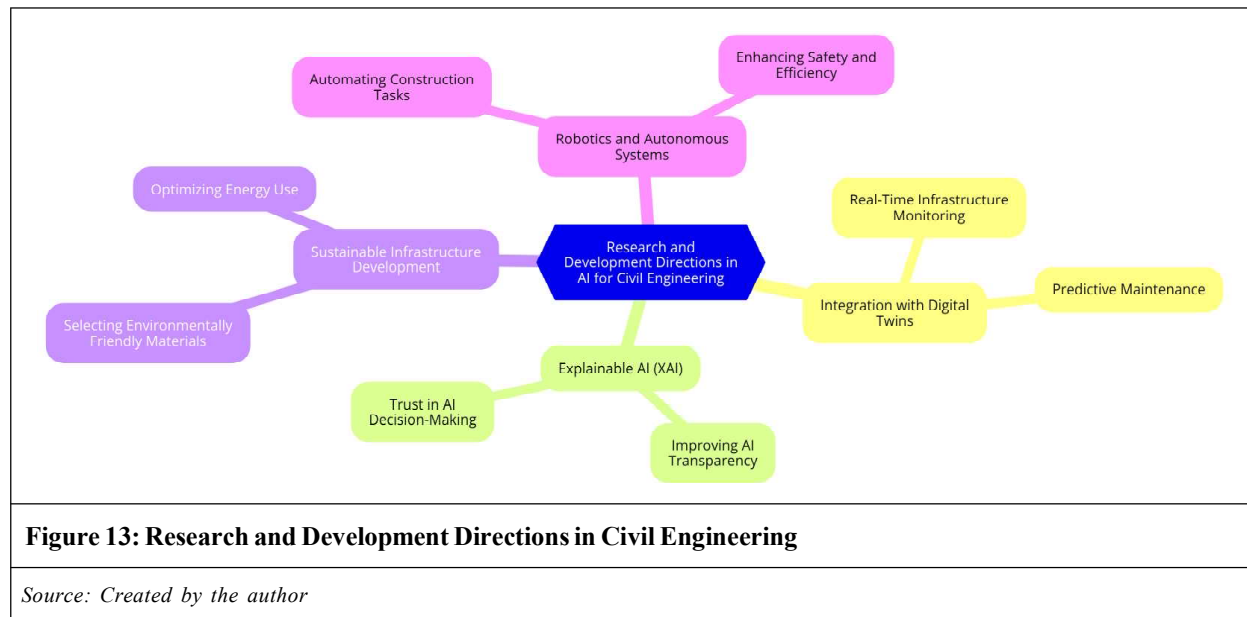 Enhancing Safety and
Efficiency
Automating Construction
Tasks
Robotics and Autonomous
Systems
Optimizing Energy Use
Real-Time Infrastructure
Monitoring
Sustainable Infrastructure
Development
Research and
Development Directions in
AI for Civil Engineering
Predictive Maintenance
Integration with Digital
Twins
Selecting Environmentally
Friendly Materials
Explainable AI (XAI)
Trust in AI
Decision-Making
Improving AI
Transparency
Figure 13: Research and Development Directions in Civil Engineering
Source: Created by the author